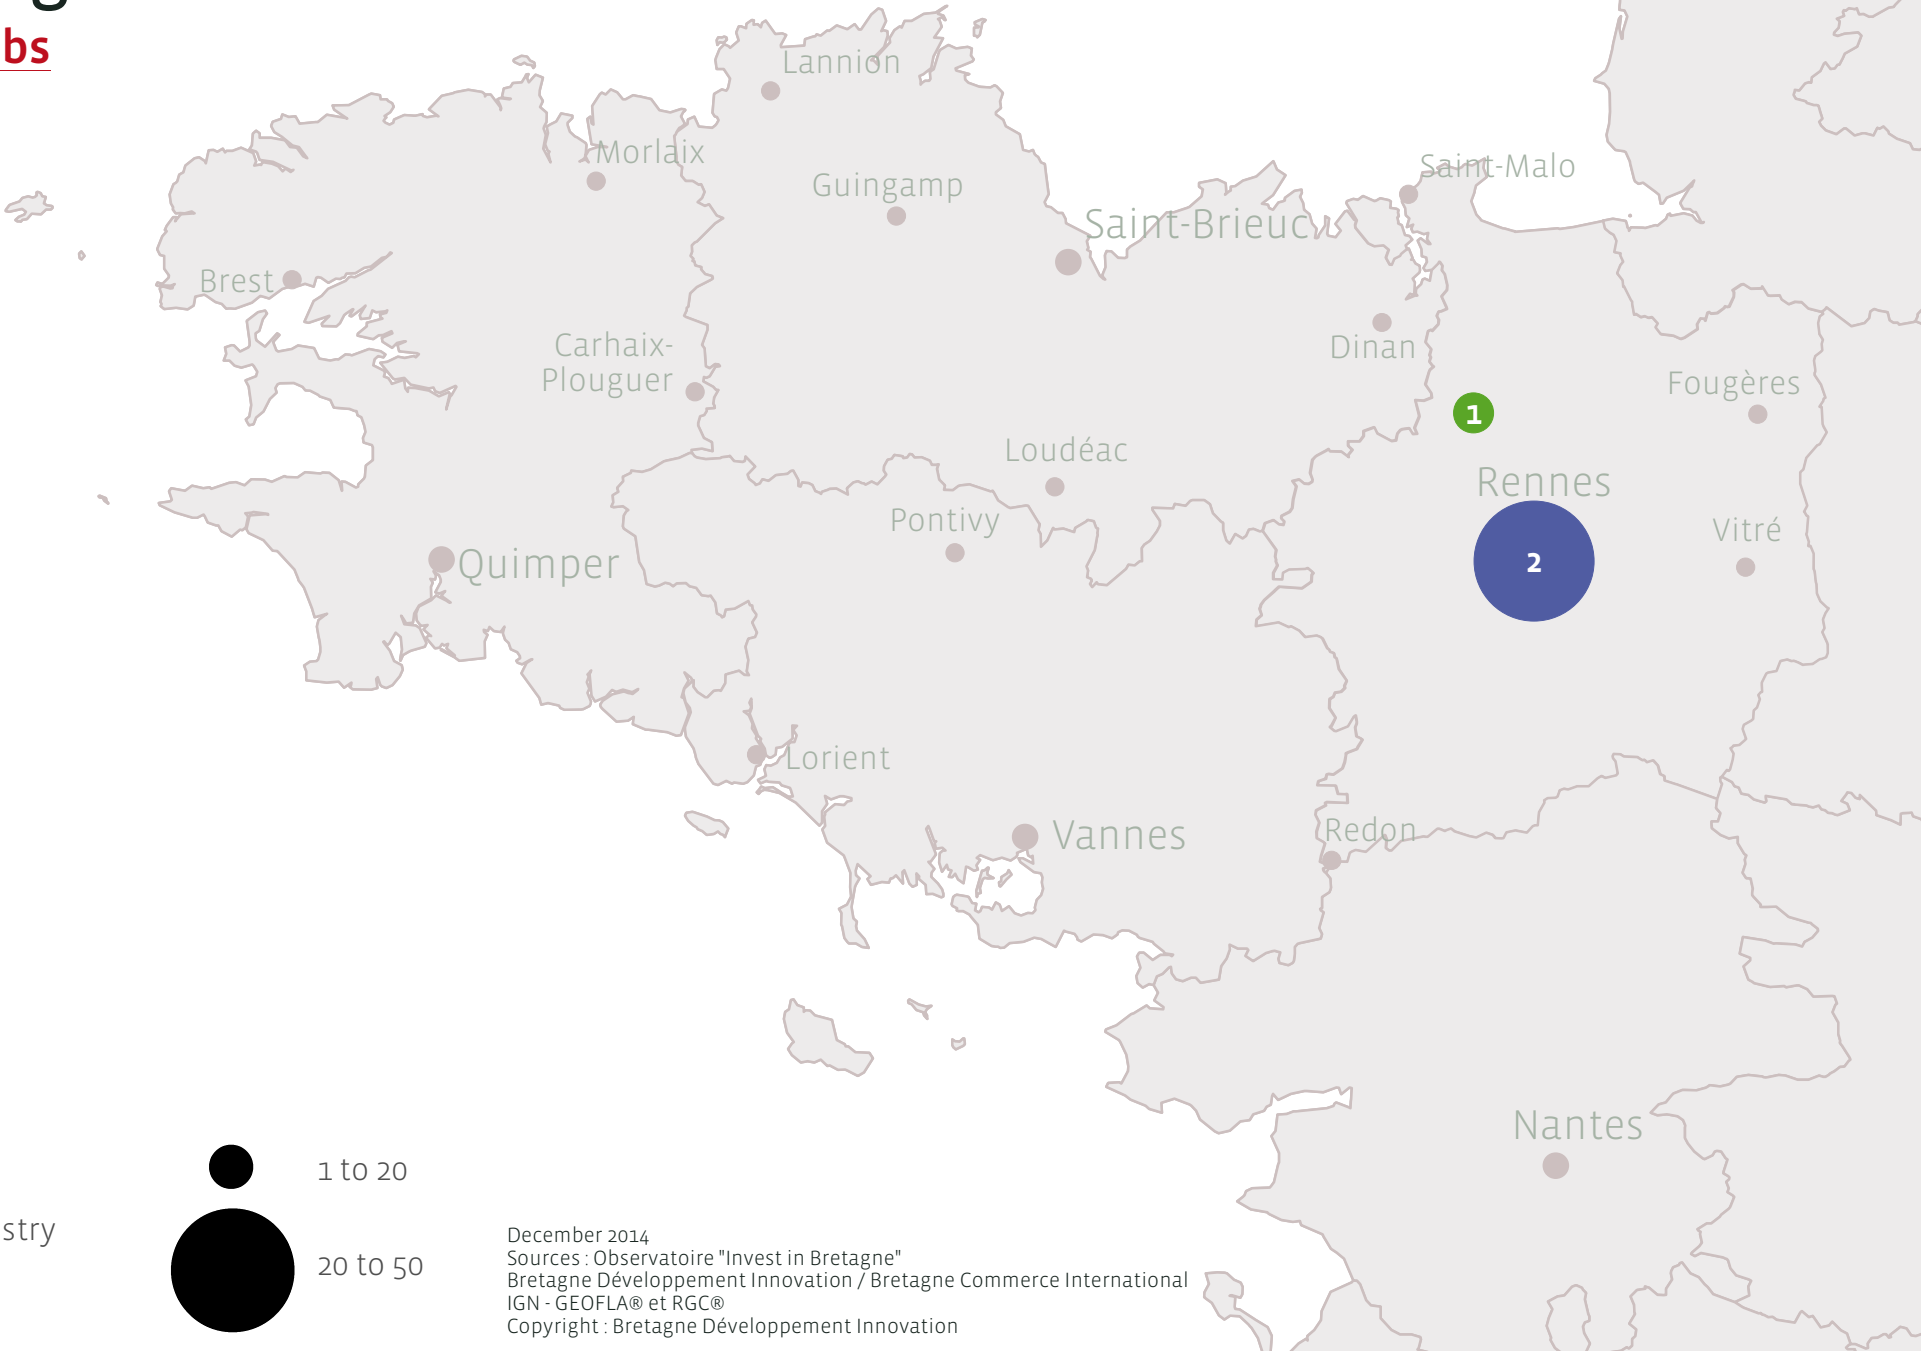 g
bs
Lannion
Morlaix
Saint-Malo
Guingamp
Saint-Brieuc
Brest
Carhaix-
Plouguer
Dinan
Fougères
1
Loudéac
Rennes
Pontivy
Vitré
Quimper
2
Lorient
Vannes
Redon
Nantes
1 to 20
stry
20 to 50
December 2014
Sources : Observatoire "Invest in Bretagne"
Bretagne Développement Innovation / Bretagne Commerce International
IGN - GEOFLA® et RGC®
Copyright : Bretagne Développement Innovation